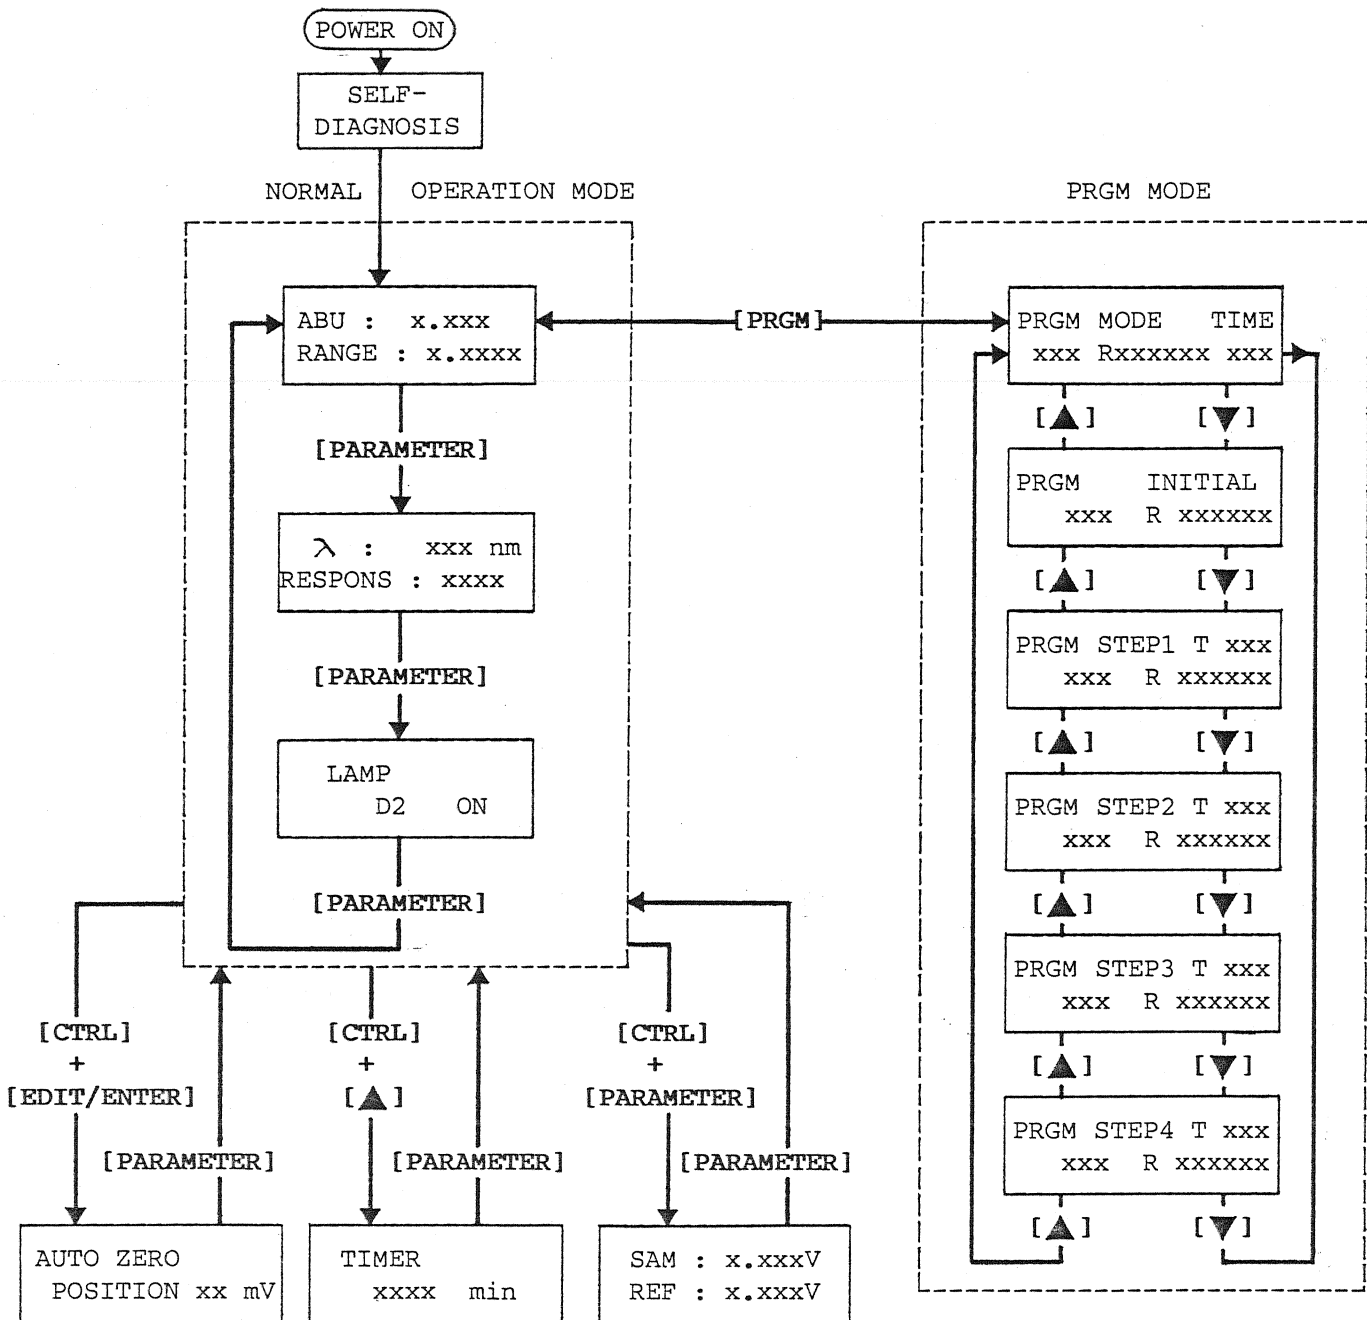 POWER ON
SELF-
DIAGNOSIS
NORMAL OPERATION MODE
ABU : x.xxx
RANGE : x.xxxx
[PARAMETER]
λ : xxx nm
RESPONS : xxxx
[PARAMETER]
LAMP
D2 ON
[PARAMETER]
[CTRL]
+
[EDIT/ENTER]
[PARAMETER]
AUTO ZERO
POSITION xx mV
[CTRL]
+
[▲]
[PARAMETER]
TIMER
xxxx min
[CTRL]
+
[PARAMETER]
[PARAMETER]
SAM : x.xxxV
REF : x.xxxV
[PRGM]
PRGM MODE
PRGM MODE TIME
xxx Rxxxxxx xxx
[▲] [▼]
PRGM INITIAL
xxx R xxxxxx
[▲] [▼]
PRGM STEP1 T xxx
xxx R xxxxxx
[▲] [▼]
PRGM STEP2 T xxx
xxx R xxxxxx
[▲] [▼]
PRGM STEP3 T xxx
xxx R xxxxxx
[▲] [▼]
PRGM STEP4 T xxx
xxx R xxxxxx
[▲] [▼]